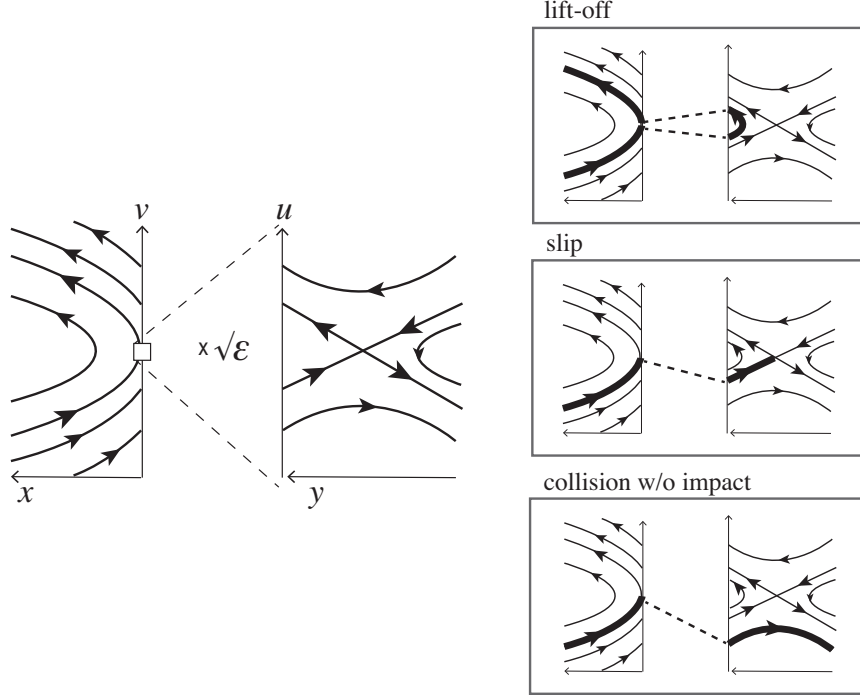 lift-off
v
u
x √ε
slip
x
y
collision w/o impact